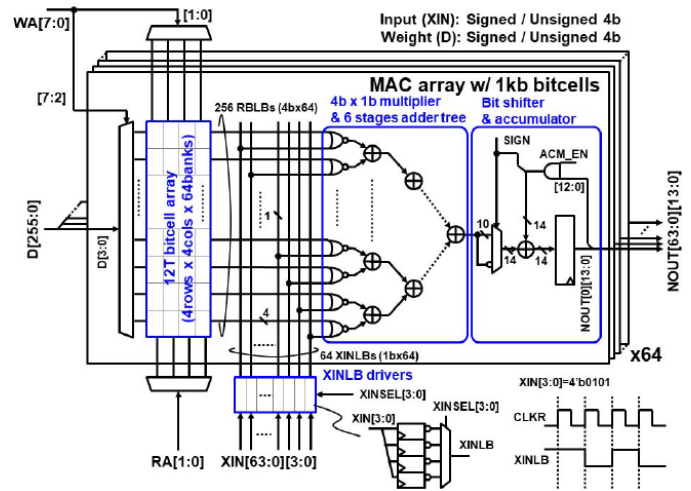 WA[7:0]
[1:0]
Input (XIN): Signed / Unsigned 4b
Weight (D): Signed / Unsigned 4b
MAC array w/ 1kb bitcells
[7:2]
256 RBLBs (4bx64)
4b x 1b multiplier
& 6 stages adder tree
Bit shifter
& accumulator
SIGN
ACM_EN
[12:0]
D[255:0]
D[3:0]
12T bitcell array
(4rows x 4cols x 64banks)
1
4
10
14
14
14
NOUT[0][13:0]
NOUT[63:0][13:0]
x64
64 XINLBs (1bx64)
XINLB drivers
XINSEL[3:0]
XIN[3:0]
XINSEL[3:0]
XINLB
RA[1:0]
XIN[63:0][3:0]
XIN[3:0]=4'b0101
CLKR
XINLB